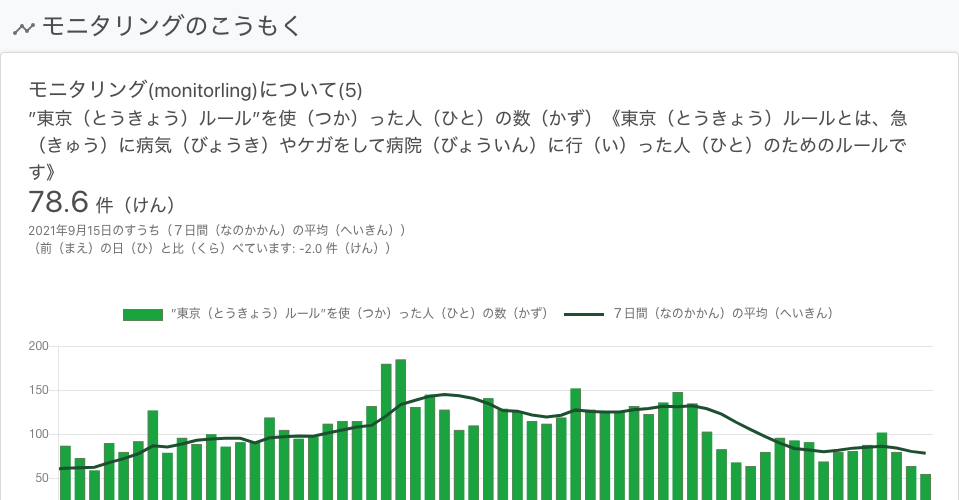 モニタリングのこうもく
モニタリング(monitorling)について(5)
”東京（とうきょう）ルール”を使（つか）った人（ひと）の数（かず）《東京（とうきょう）ルールとは、急
（きゅう）に病気（びょうき）やケガをして病院（びょういん）に行（い）った人（ひと）のためのルールで
す》
78.6 件（けん）
2021年9月15日のすうち（７日間（なのかかん）の平均（へいきん））
（前（まえ）の日（ひ）と比（くら）べています: -2.0 件（けん））
”東京（とうきょう）ルール”を使（つか）った人（ひと）の数（かず）　７日間（なのかかん）の平均（へいきん）
200
150
100
50